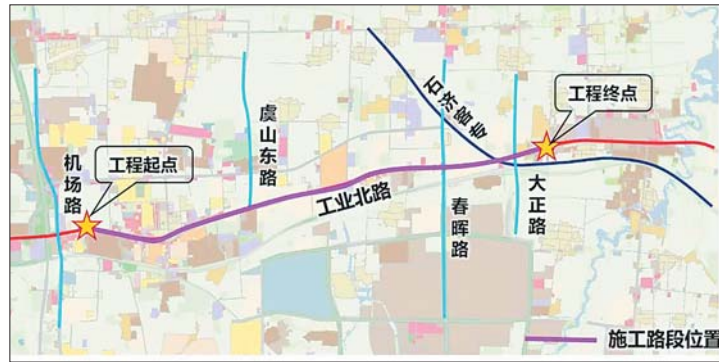 石济客专
工程终点
虞山东路
机场路
工程起点
工业北路
春晖路
大正路
施工路段位置